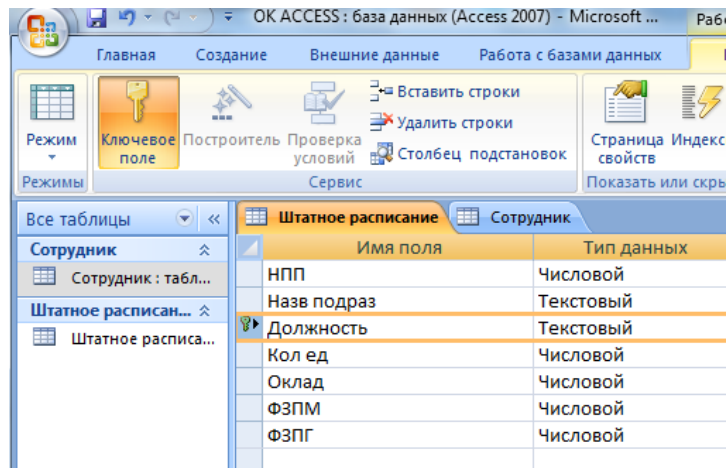 OK ACCESS : база данных (Access 2007) - Microsoft ...
Рабо
Главная Создание Внешние данные Работа с базами данных
Режим
Ключевое поле
Построитель
Проверка условий
Вставить строки
Удалить строки
Столбец подстановок
Страница свойств
Индекс
Режимы
Сервис
Показать или скры
Все таблицы
Штатное расписание Сотрудник
Сотрудник
Сотрудник : табл...
Штатное расписан...
Штатное расписа...
Имя поля Тип данных
НПП Числовой
Назв подраз Текстовый
Должность Текстовый
Кол ед Числовой
Оклад Числовой
ФЗПМ Числовой
ФЗПГ Числовой